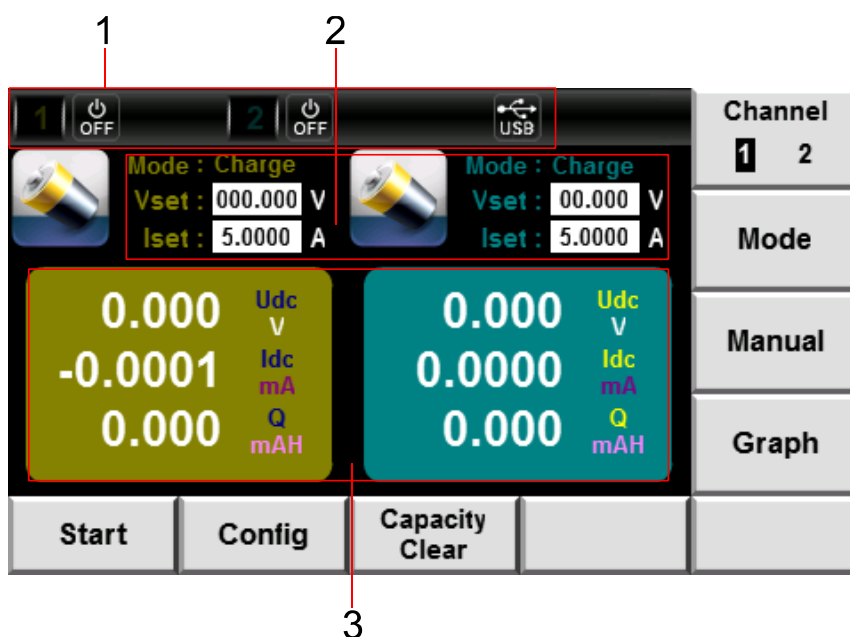 1 2
1 OFF 2 OFF USB
Channel
1 2
Mode : Charge Mode : Charge
Vset : 000.000 V Vset : 00.000 V
Iset : 5.0000 A Iset : 5.0000 A
Mode
0.000 Udc V 0.000 Udc V
-0.0001 Idc mA 0.0000 Idc mA
0.000 Q mAH 0.000 Q mAH
Manual
Graph
Start Config Capacity
Clear
3